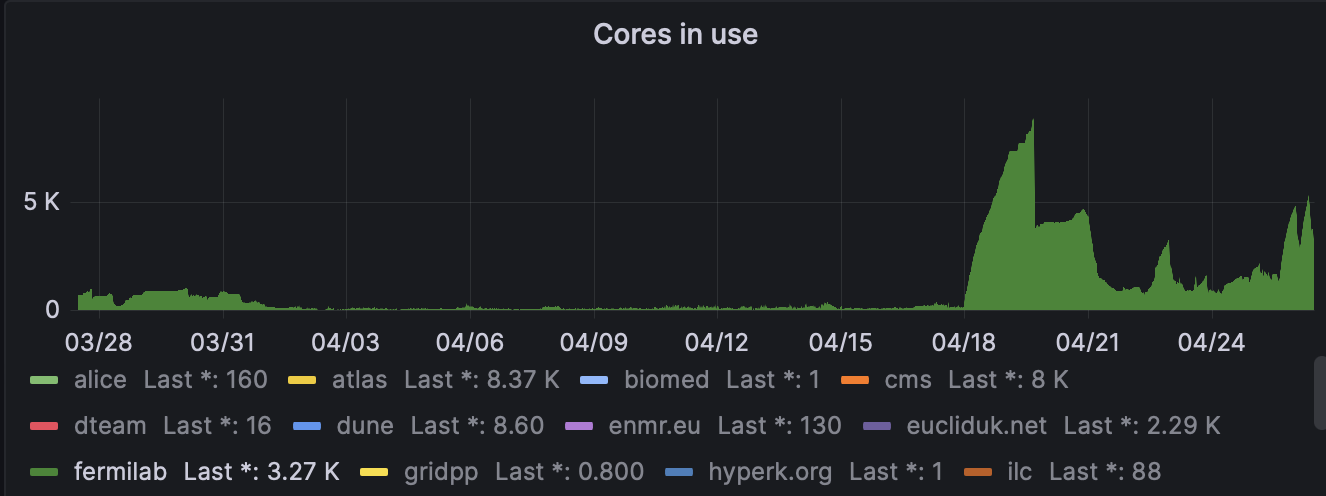 Cores in use
5 K
0
03/28 03/31 04/03 04/06 04/09 04/12 04/15 04/18 04/21 04/24
alice Last *: 160 atlas Last *: 8.37 K biomed Last *: 1 cms Last *: 8 K
dteam Last *: 16 dune Last *: 8.60 enmr.eu Last *: 130 eucliduk.net Last *: 2.29 K
fermilab Last *: 3.27 K gridpp Last *: 0.800 hyperk.org Last *: 1 ilc Last *: 88